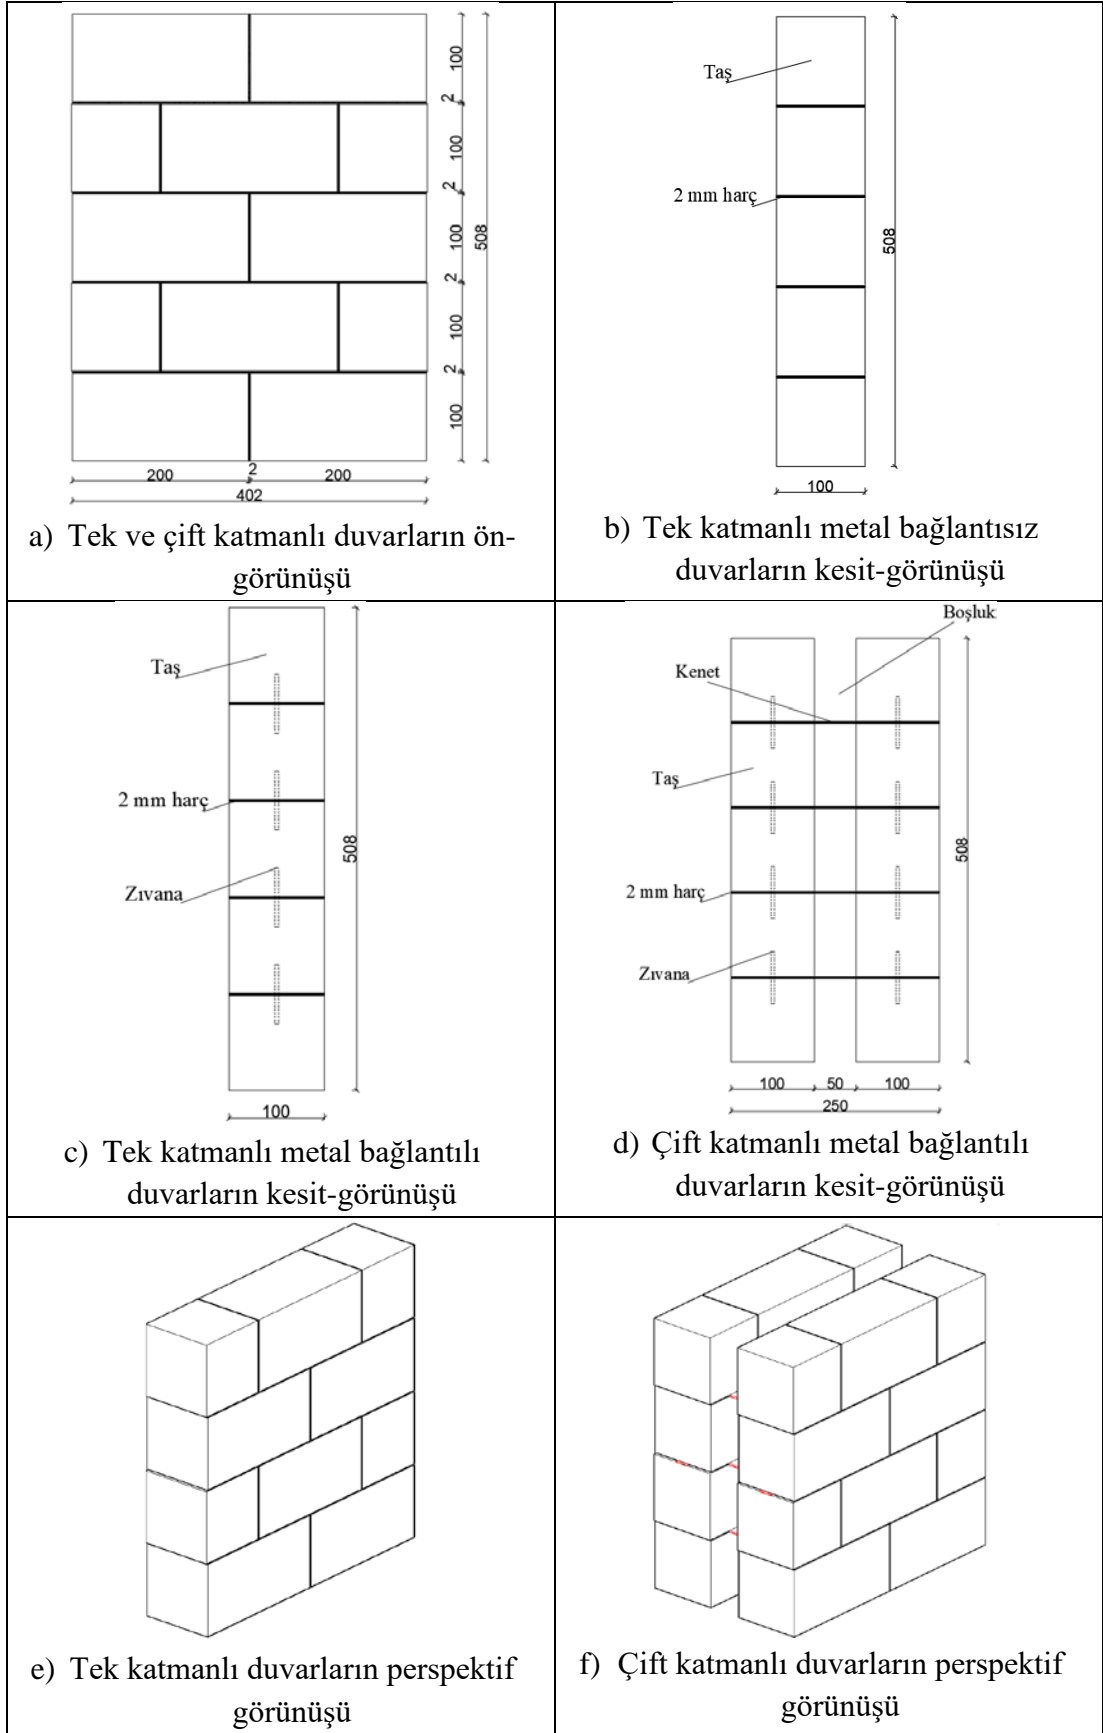 100
2
100
2
100
508
2
100
2
100
200
2
200
402
a) Tek ve çift katmanlı duvarların ön-
görünüşü
Taş
2 mm harç
508
100
b) Tek katmanlı metal bağlantısız
duvarların kesit-görünüşü
Taş
2 mm harç
508
Zıvana
100
c) Tek katmanlı metal bağlantılı
duvarların kesit-görünüşü
Boşluk
Kenet
Taş
508
2 mm harç
Zıvana
100
50
100
250
d) Çift katmanlı metal bağlantılı
duvarların kesit-görünüşü
e) Tek katmanlı duvarların perspektif
görünüşü
f) Çift katmanlı duvarların perspektif
görünüşü